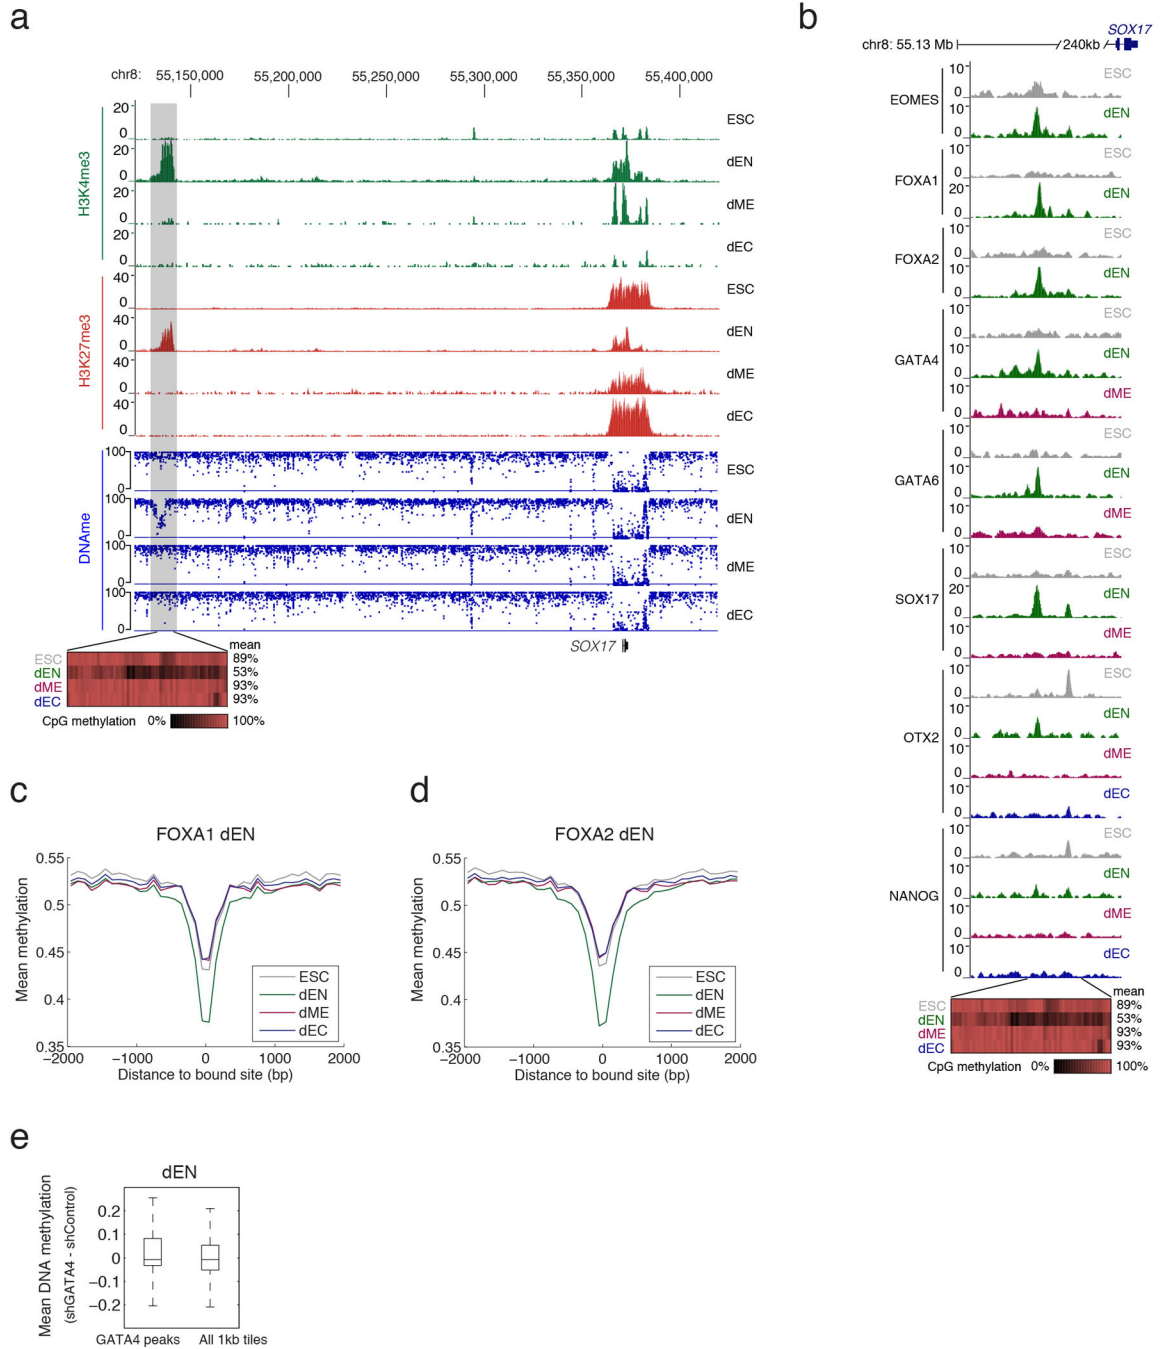 a
chr8: 55,150,000 55,200,000 55,250,000 55,300,000 55,350,000 55,400,000
H3K4me3
20
0
ESC
20
0
dEN
20
0
dME
20
0
dEC
H3K27me3
40
0
ESC
40
0
dEN
40
0
dME
40
0
dEC
DNAme
100
0
ESC
100
0
dEN
100
0
dME
100
0
dEC
SOX17
mean
ESC 89%
dEN 53%
dME 93%
dEC 93%
CpG methylation 0% 100%
b
SOX17
chr8: 55.13 Mb 240kb
EOMES
10
0
ESC
10
0
dEN
FOXA1
10
0
ESC
20
0
dEN
FOXA2
10
0
ESC
10
0
dEN
GATA4
10
0
ESC
10
0
dEN
10
0
dME
GATA6
10
0
ESC
10
0
dEN
10
0
dME
SOX17
10
0
ESC
20
0
dEN
10
0
dME
OTX2
10
0
ESC
10
0
dEN
10
0
dME
10
0
dEC
NANOG
10
0
ESC
10
0
dEN
10
0
dME
10
0
dEC
mean
ESC 89%
dEN 53%
dME 93%
dEC 93%
CpG methylation 0% 100%
c
FOXA1 dEN
Mean methylation
0.55
0.5
0.45
0.4
0.35
ESC
dEN
dME
dEC
−2000 −1000 0 1000 2000
Distance to bound site (bp)
d
FOXA2 dEN
Mean methylation
0.55
0.5
0.45
0.4
0.35
ESC
dEN
dME
dEC
−2000 −1000 0 1000 2000
Distance to bound site (bp)
e
dEN
Mean DNA methylation
(shGATA4 - shControl)
0.2
0.1
0
−0.1
−0.2
GATA4 peaks All 1kb tiles